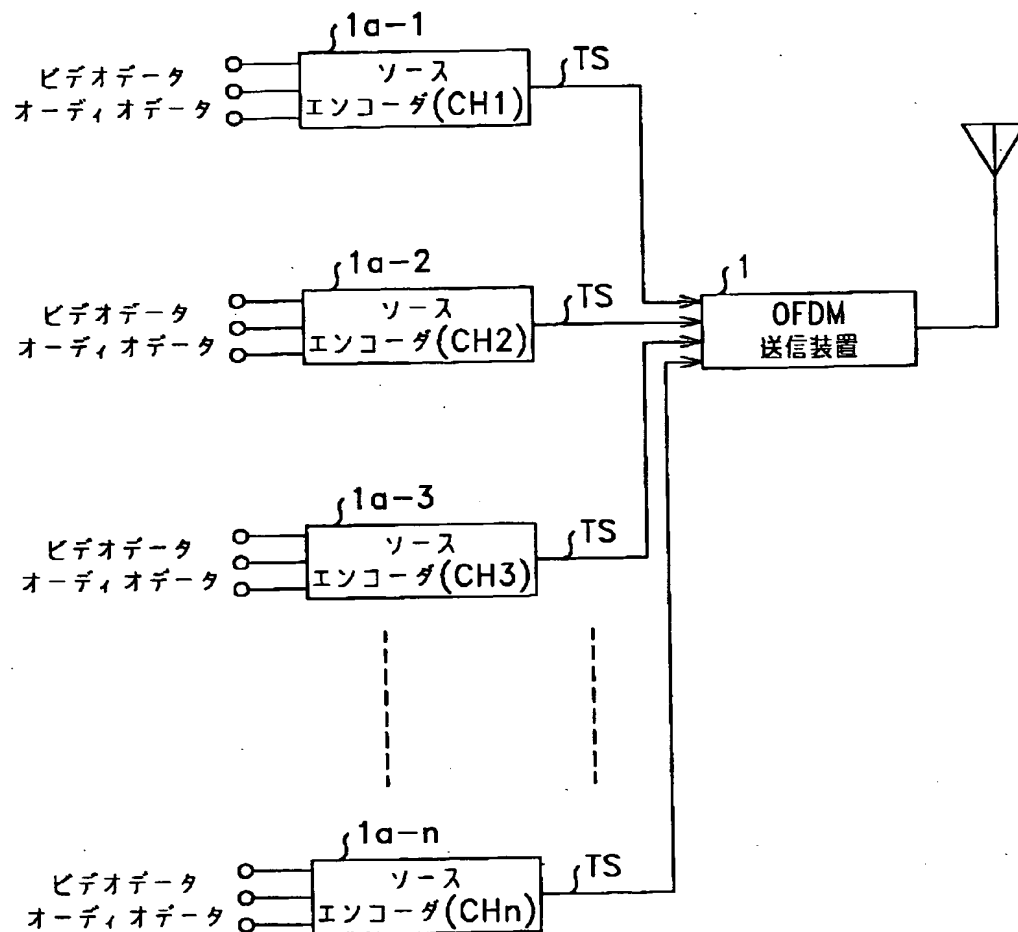 1a-1
ビデオデータ
オーディオデータ
ソース
エンコーダ(CH1)
TS
1a-2
ビデオデータ
オーディオデータ
ソース
エンコーダ(CH2)
TS
1
OFDM
送信装置
1a-3
ビデオデータ
オーディオデータ
ソース
エンコーダ(CH3)
TS
1a-n
ビデオデータ
オーディオデータ
ソース
エンコーダ(CHn)
TS